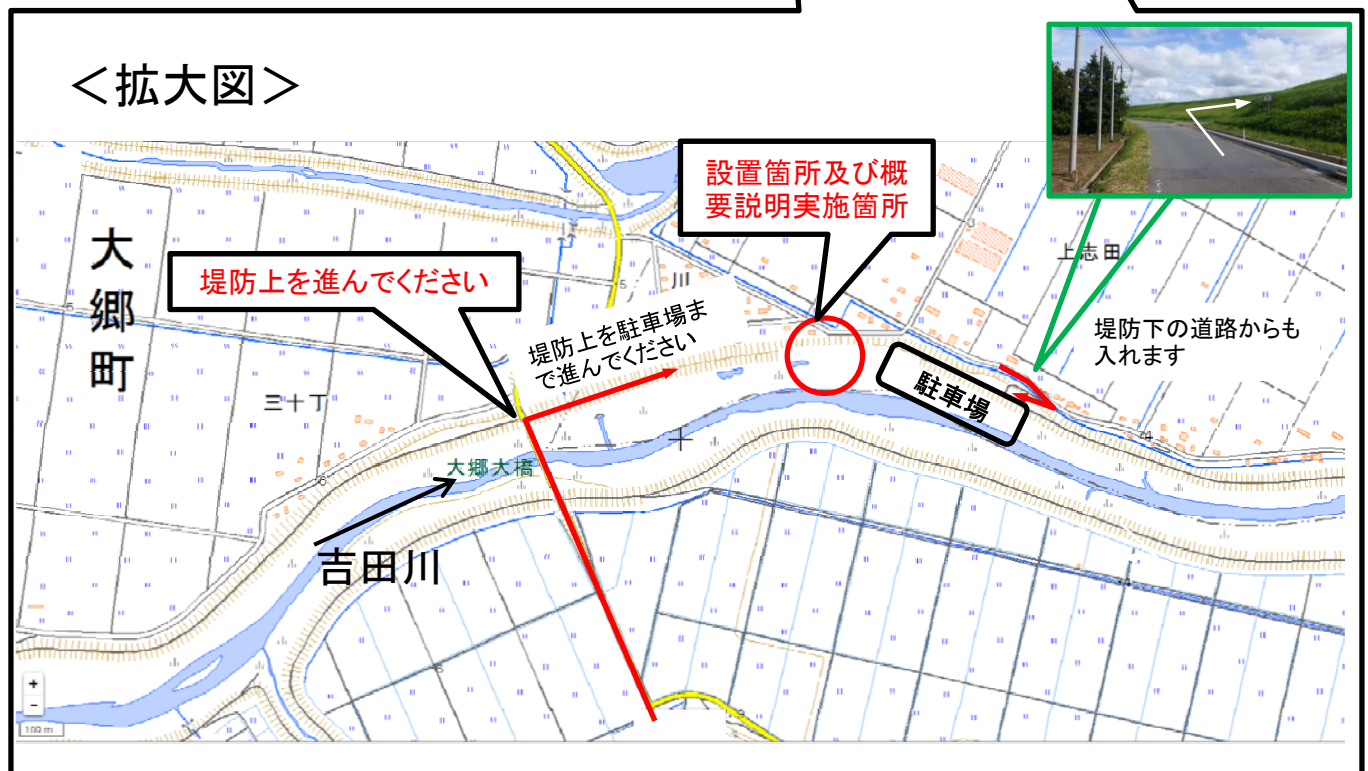 ＜拡大図＞
設置箇所及び概
要説明実施箇所
上志田
大
郷
町
堤防上を進んでください
川
5
3
堤防上を駐車場ま
で進んでください
堤防下の道路からも
入れます
駐車場
三十丁
大郷大橋
吉田川
+
-
100 m